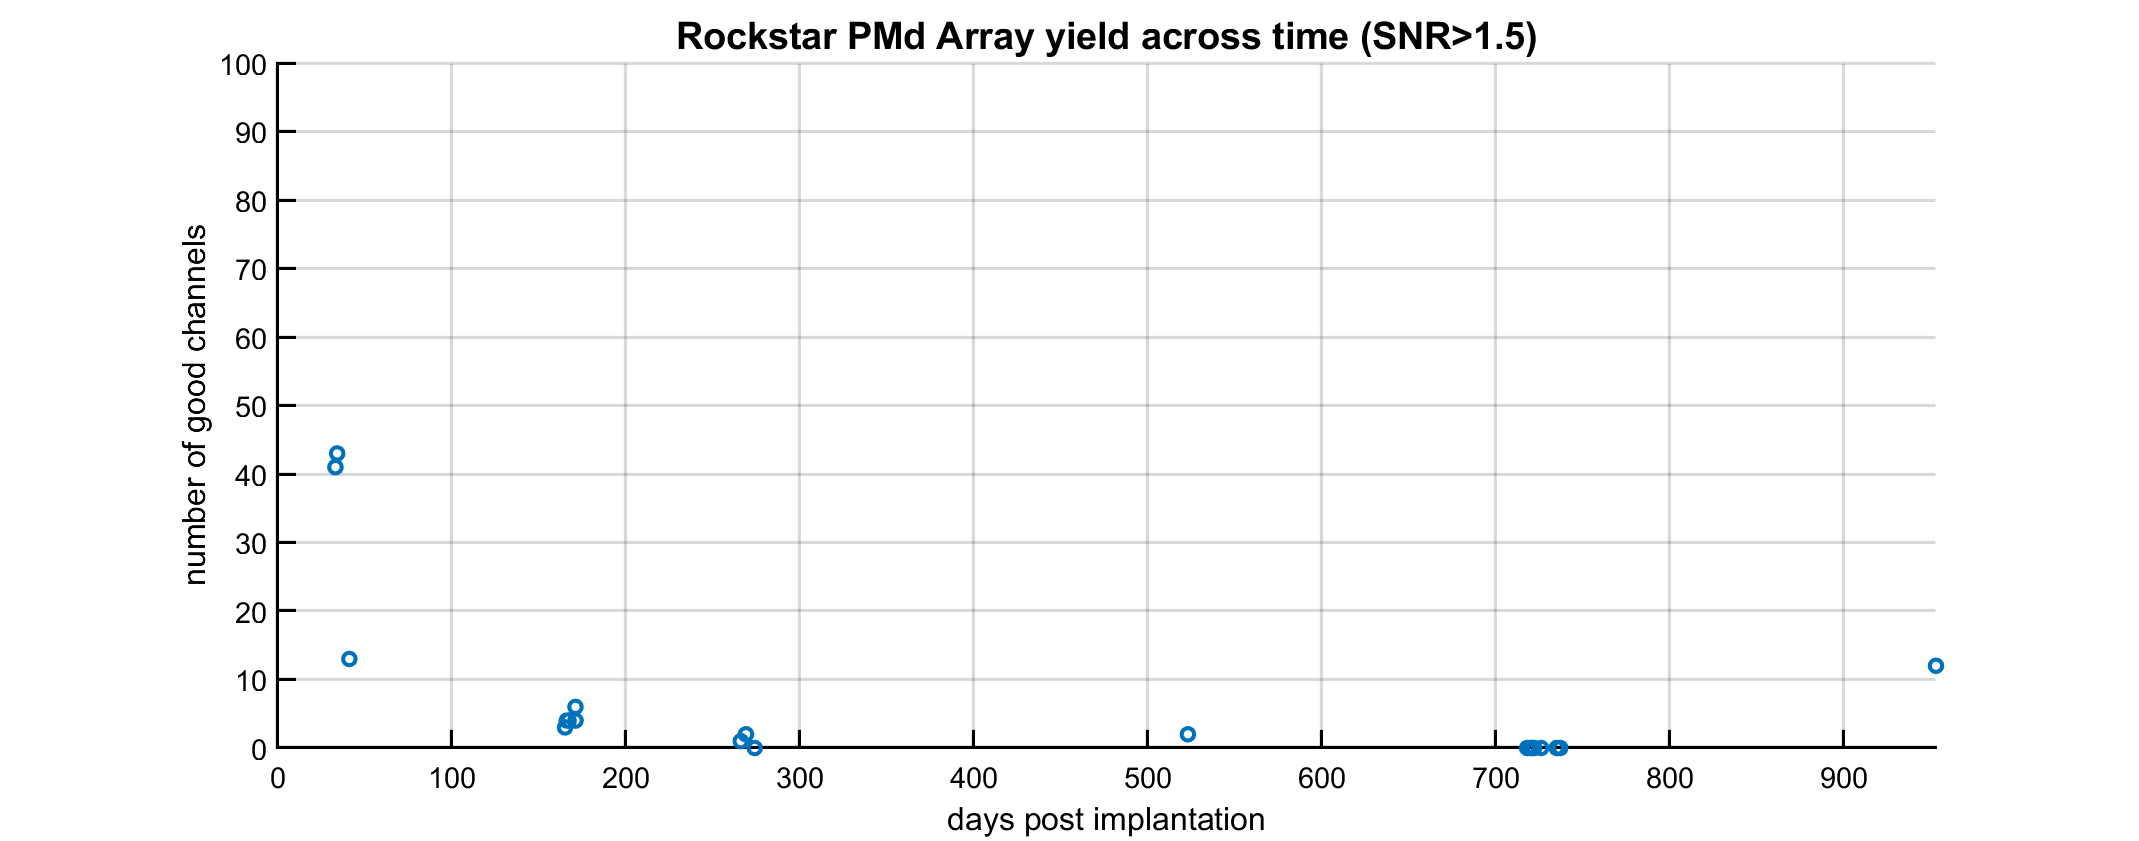 Rockstar PMd Array yield across time (SNR>1.5)
100
90
80
70
60
50
40
30
20
10
0
number of good channels
0 100 200 300 400 500 600 700 800 900
days post implantation